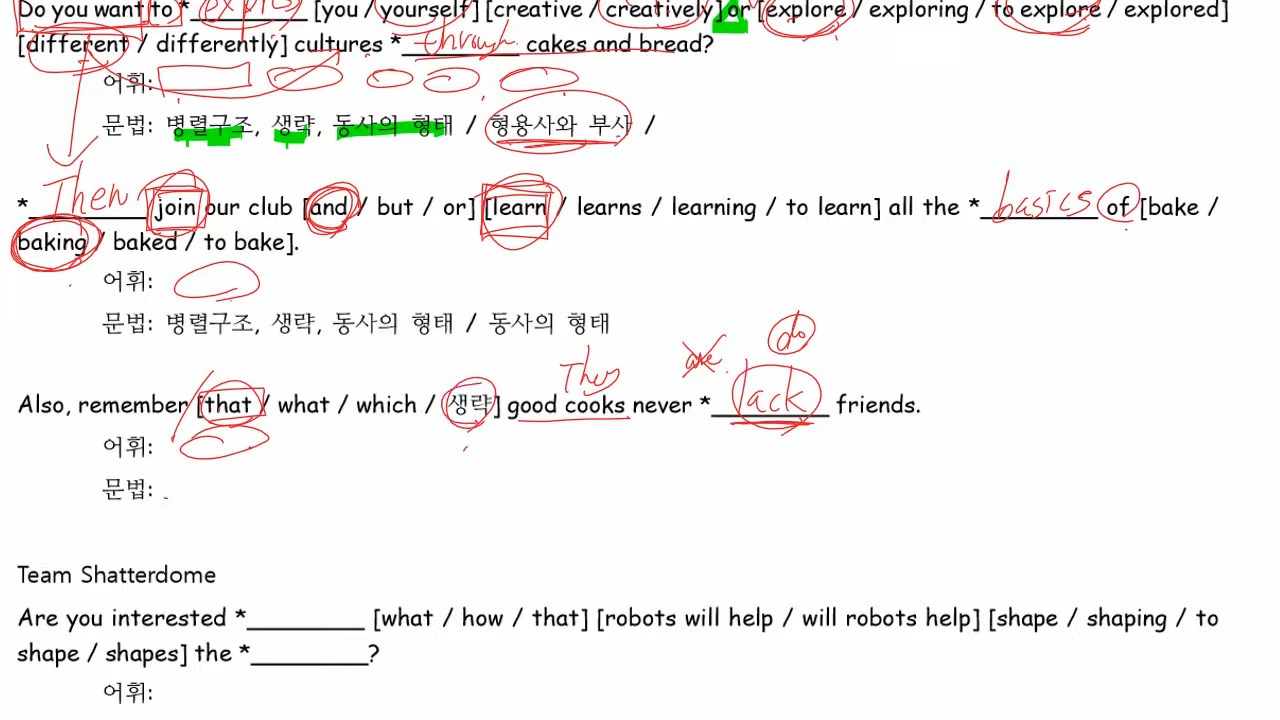 Do you want to *express [you / yourself] [creative / creatively] or [explore / exploring / to explore / explored]
[different / differently] cultures *through cakes and bread?
어휘:
문법: 병렬구조, 생략, 동사의 형태 / 형용사와 부사 /
*Then join our club [and / but / or] [learn / learns / learning / to learn] all the *basics of [bake /
baking / baked / to bake].
어휘:
문법: 병렬구조, 생략, 동사의 형태 / 동사의 형태
do
They are
Also, remember [that / what / which / 생략] good cooks never *lack friends.
어휘:
문법:
Team Shatterdome
Are you interested *_________ [what / how / that] [robots will help / will robots help] [shape / shaping / to
shape / shapes] the *_________?
어휘: